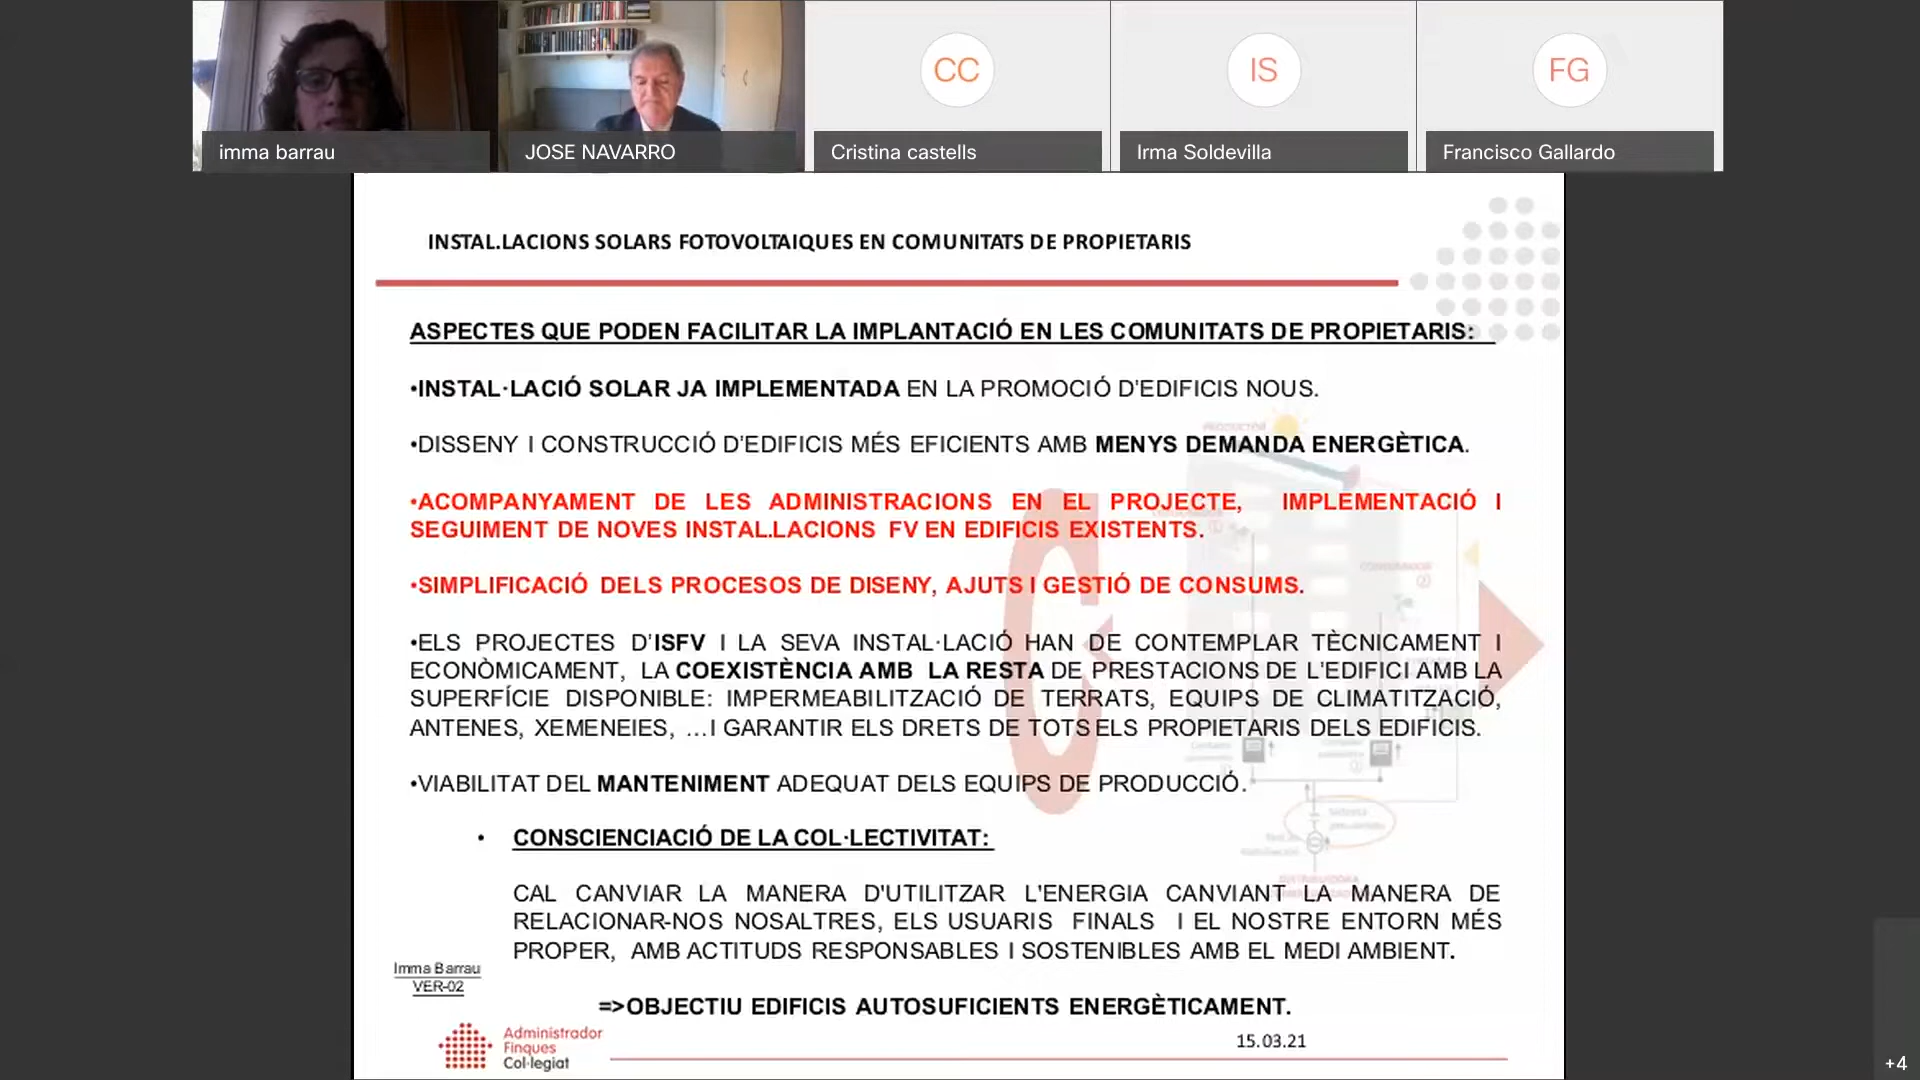 CC
IS
FG
imma barrau
JOSE NAVARRO
Cristina castells
Irma Soldevilla
Francisco Gallardo
INSTAL.LACIONS SOLARS FOTOVOLTAIQUES EN COMUNITATS DE PROPIETARIS
ASPECTES QUE PODEN FACILITAR LA IMPLANTACIÓ EN LES COMUNITATS DE PROPIETARIS:
•INSTAL·LACIÓ SOLAR JA IMPLEMENTADA EN LA PROMOCIÓ D'EDIFICIS NOUS.
•DISSENY I CONSTRUCCIÓ D'EDIFICIS MÉS EFICIENTS AMB MENYS DEMANDA ENERGÈTICA.
•ACOMPANYAMENT DE LES ADMINISTRACIONS EN EL PROJECTE, IMPLEMENTACIÓ I
SEGUIMENT DE NOVES INSTAL.LACIONS FV EN EDIFICIS EXISTENTS.
•SIMPLIFICACIÓ DELS PROCESOS DE DISENY, AJUTS I GESTIÓ DE CONSUMS.
•ELS PROJECTES D'ISFV I LA SEVA INSTAL·LACIÓ HAN DE CONTEMPLAR TÈCNICAMENT I
ECONÒMICAMENT, LA COEXISTÈNCIA AMB LA RESTA DE PRESTACIONS DE L'EDIFICI AMB LA
SUPERFÍCIE DISPONIBLE: IMPERMEABILITZACIÓ DE TERRATS, EQUIPS DE CLIMATITZACIÓ,
ANTENES, XEMENEIES, ...I GARANTIR ELS DRETS DE TOTS ELS PROPIETARIS DELS EDIFICIS.
•VIABILITAT DEL MANTENIMENT ADEQUAT DELS EQUIPS DE PRODUCCIÓ.
• CONSCIENCIACIÓ DE LA COL·LECTIVITAT:
CAL CANVIAR LA MANERA D'UTILITZAR L'ENERGIA CANVIANT LA MANERA DE
RELACIONAR-NOS NOSALTRES, ELS USUARIS FINALS I EL NOSTRE ENTORN MÉS
PROPER, AMB ACTITUDS RESPONSABLES I SOSTENIBLES AMB EL MEDI AMBIENT.
=>OBJECTIU EDIFICIS AUTOSUFICIENTS ENERGÈTICAMENT.
Imma Barrau
VER-02
Administrador
Finques
Col·legiat
15.03.21
+4